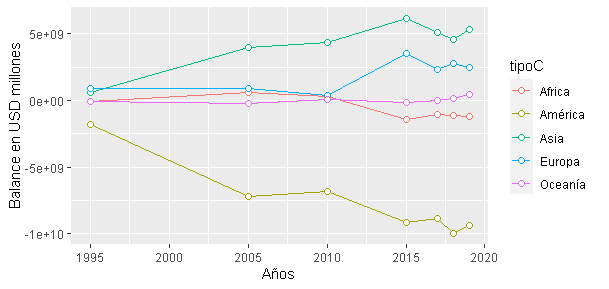 5e+09
0e+00
-5e+09
-1e+10
Balance en USD millones
1995
2000
2005
2010
2015
2020
Años
tipoC
Africa
América
Asia
Europa
Oceanía